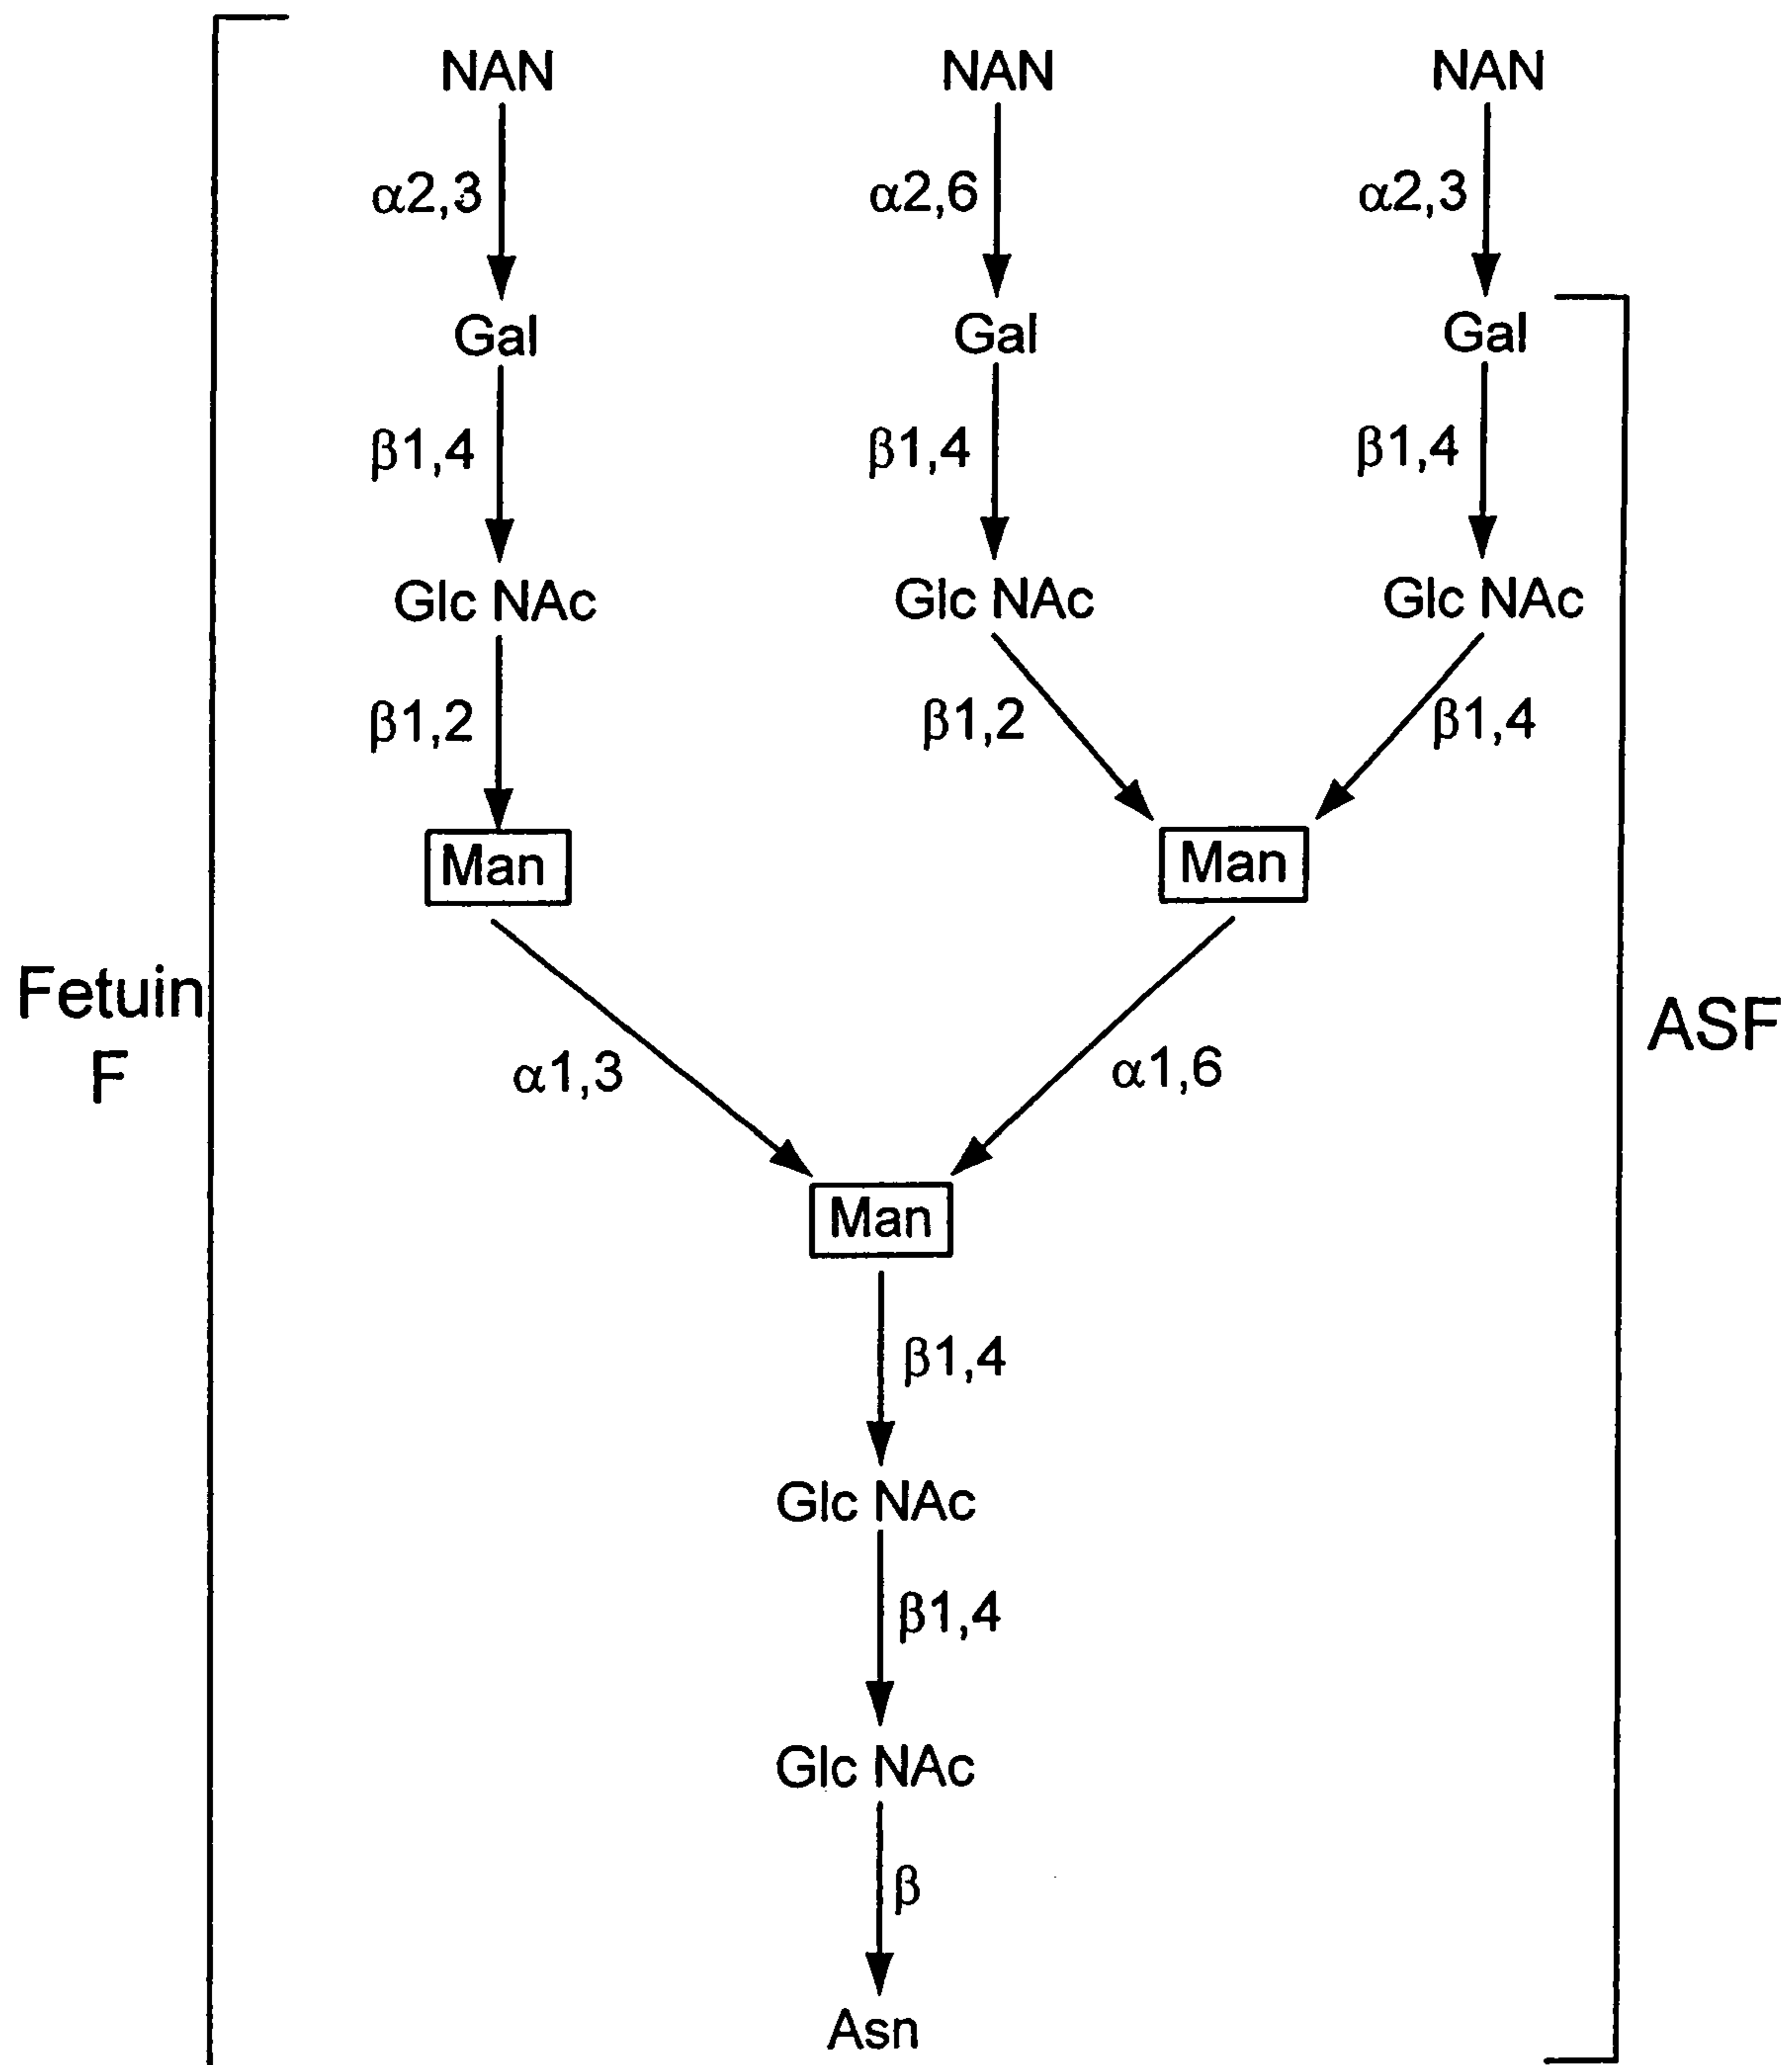 NAN NAN NAN
α2,3 α2,6 α2,3
Gal Gal Gal
β1,4 β1,4 β1,4
Glc NAc Glc NAc Glc NAc
β1,2 β1,2 β1,4
Man Man
Fetuin
F
ASF
α1,3 α1,6
Man
β1,4
Glc NAc
β1,4
Glc NAc
β
Asn